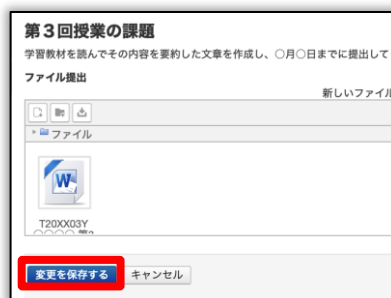 第3回授業の課題
学習教材を読んでその内容を要約した文章を作成し、○月○日までに提出して
ファイル提出
新しいファイル
ファイル
T20XX03Y
変更を保存する キャンセル